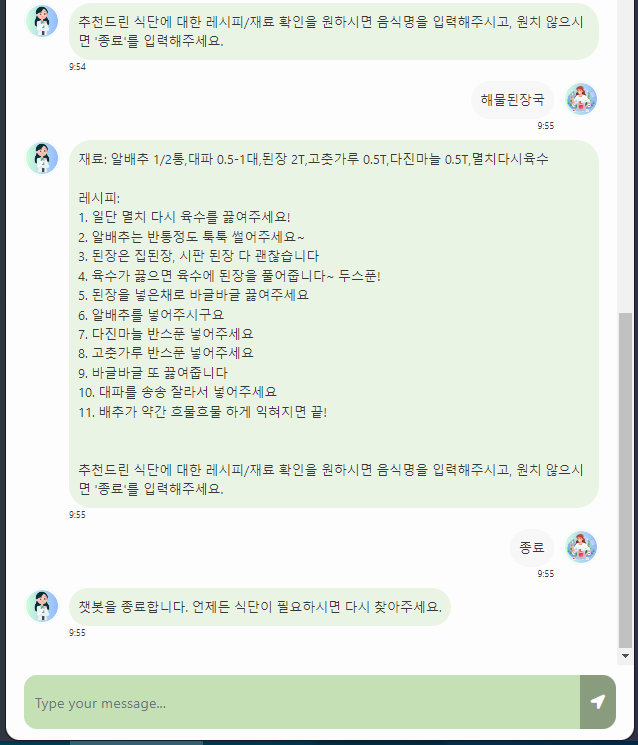 추천드린 식단에 대한 레시피/재료 확인을 원하시면 음식명을 입력해주시고, 원치 않으시
면 '종료'를 입력해주세요.
9:54
해물된장국
9:55
재료: 알배추 1/2통,대파 0.5-1대,된장 2T,고춧가루 0.5T,다진마늘 0.5T,멸치다시육수
레시피:
1. 일단 멸치 다시 육수를 끓여주세요!
2. 알배추는 반통정도 툭툭 썰어주세요~
3. 된장은 집된장, 시판 된장 다 괜찮습니다
4. 육수가 끓으면 육수에 된장을 풀어줍니다~ 두스푼!
5. 된장을 넣은채로 바글바글 끓여주세요
6. 알배추를 넣어주시구요
7. 다진마늘 반스푼 넣어주세요
8. 고춧가루 반스푼 넣어주세요
9. 바글바글 또 끓여줍니다
10. 대파를 송송 잘라서 넣어주세요
11. 배추가 약간 흐물흐물 하게 익혀지면 끝!
추천드린 식단에 대한 레시피/재료 확인을 원하시면 음식명을 입력해주시고, 원치 않으시
면 '종료'를 입력해주세요.
9:55
종료
9:55
챗봇을 종료합니다. 언제든 식단이 필요하시면 다시 찾아주세요.
9:55
Type your message...